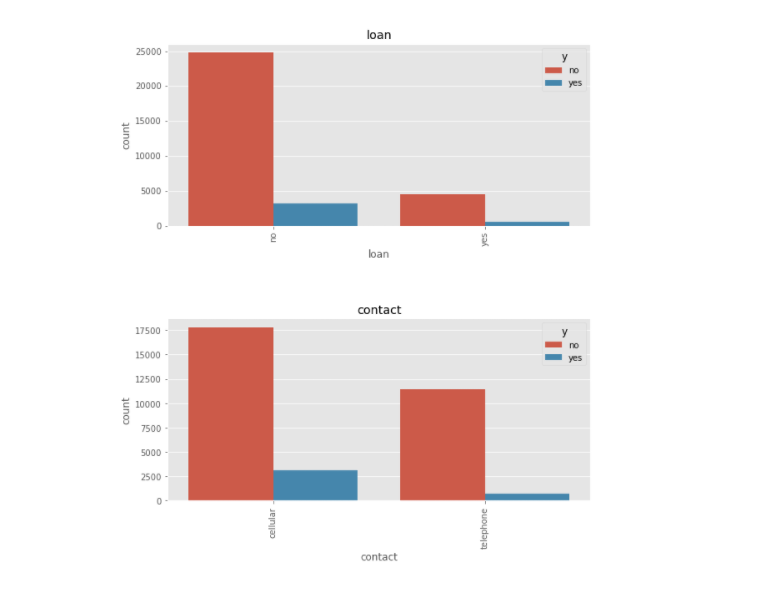 loan
25000
20000
15000
10000
5000
0
count
y
no
yes
no
yes
loan
contact
17500
15000
12500
10000
7500
5000
2500
0
count
y
no
yes
cellular
telephone
contact